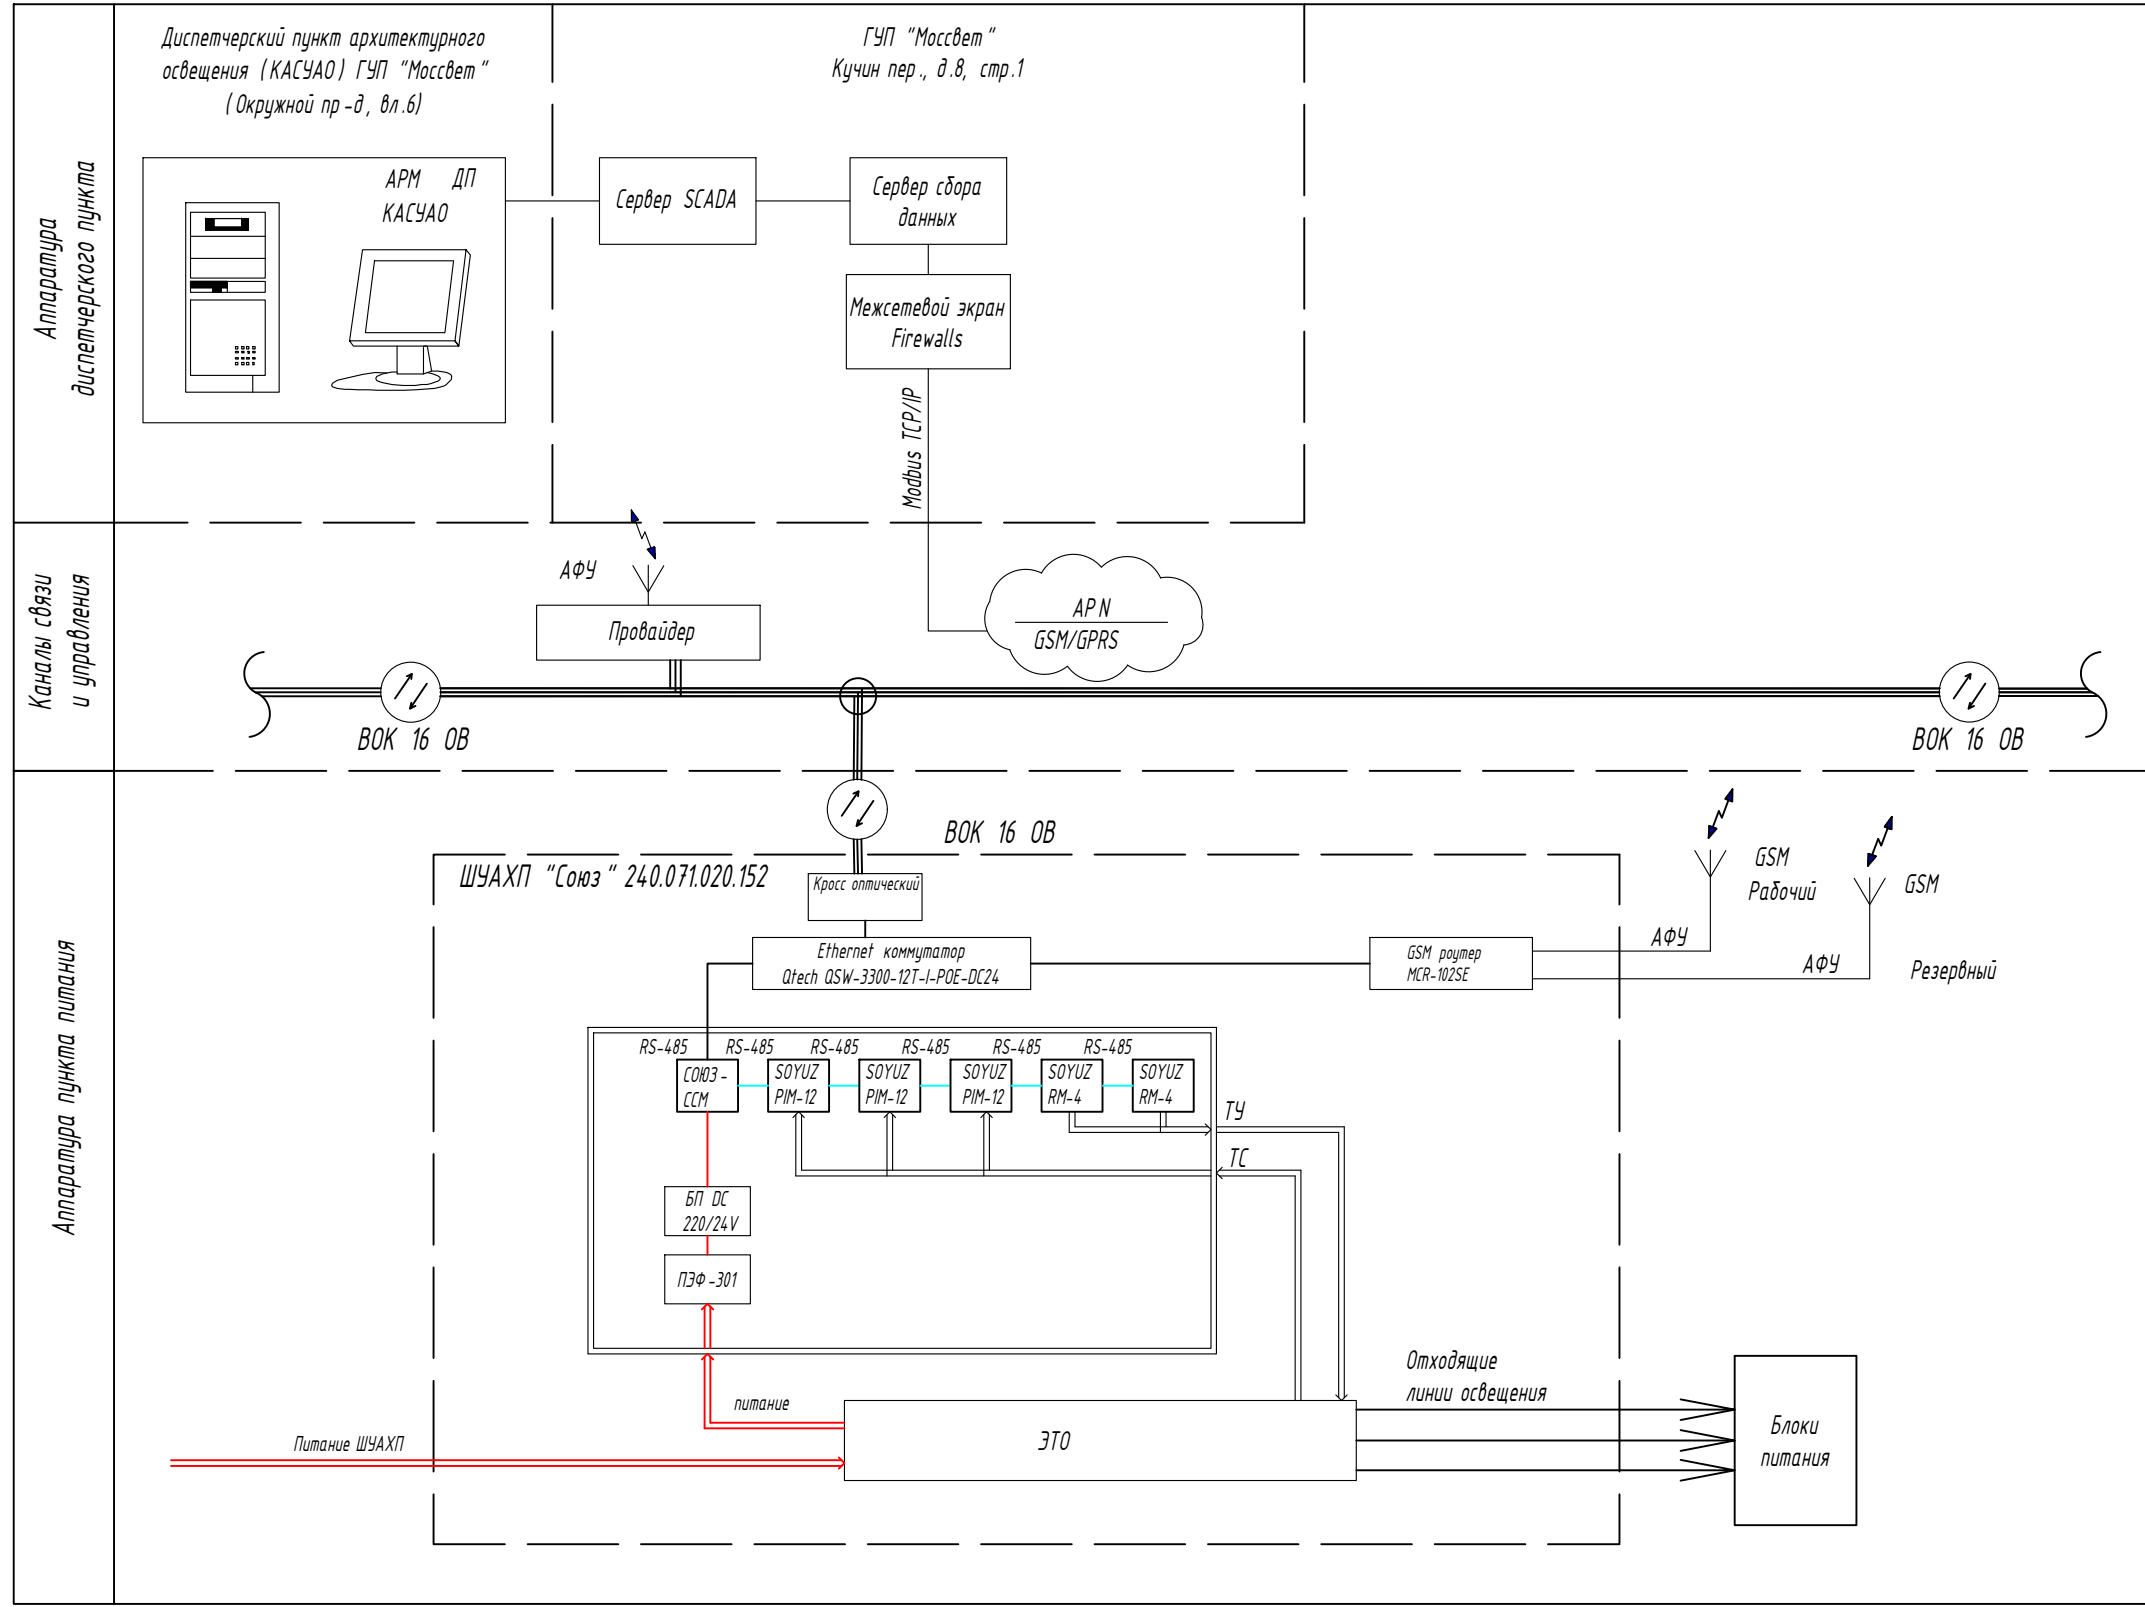 Аппаратура
диспетчерского пункта
Диспетчерский пункт архитектурного
освещения (КАСУАО) ГУП "Моссвет"
(Окружной пр-д, вл.6)
ГУП "Моссвет"
Кучин пер., д.8, стр.1
АРМ ДП
КАСУАО
Сервер SCADA
Сервер сбора
данных
Межсетевой экран
Firewalls
Modbus TCP/IP
Каналы связи
и управления
АФУ
Провайдер
APN
GSM/GPRS
ВОК 16 ОВ
ВОК 16 ОВ
ВОК 16 ОВ
Аппаратура пункта питания
ШУАХП "Союз" 240.071.020.152
Кросс оптический
Ethernet коммутатор
Qtech QSW-3300-12T-I-POE-DC24
GSM роутер
MCR-102SE
АФУ
АФУ
GSM
Рабочий
GSM
Резервный
RS-485
RS-485
RS-485
RS-485
RS-485
RS-485
СОЮЗ-
ССМ
SOYUZ
PIM-12
SOYUZ
PIM-12
SOYUZ
PIM-12
SOYUZ
RM-4
SOYUZ
RM-4
ТУ
ТС
БП DC
220/24V
ПЭФ-301
питание
Питание ШУАХП
ЭТО
Отходящие
линии освещения
Блоки
питания